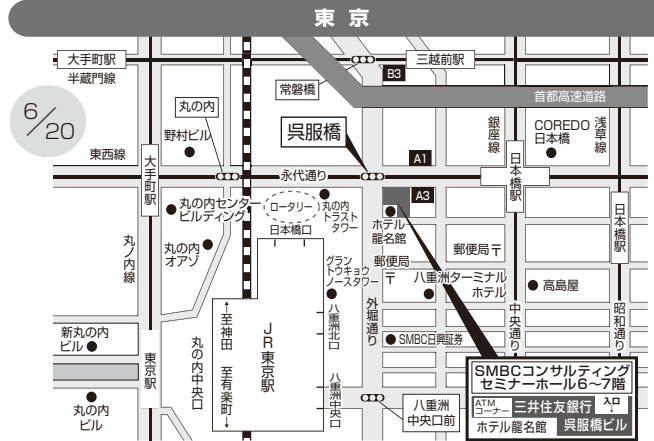 東京
大手町駅
半蔵門線
三越前駅
常磐橋
B3
首都高速道路
6/20
丸の内
野村ビル
呉服橋
銀座線
COREDO
日本橋
浅草線
東西線
大手町駅
永代通り
A1
日本橋駅
A3
丸の内センター
ビルディング
ロータリー
日本橋口
丸の内
トラスト
タワー
ホテル
龍名館
日本橋駅
丸ノ内線
丸の内
オアゾ
郵便局〒
グラン
トウキョウ
ノースタワー
郵便局
〒
八重洲ターミナル
ホテル
高島屋
外堀通り
八重洲北口
中央通り
昭和通り
新丸の内
ビル
東京駅
丸の内中央口
←至神田 至有楽町→
JR東京駅
SMBC日興証券
丸の内
ビル
八重洲中央口
八重洲
中央口前
SMBCコンサルティング
セミナーホール6~7階
ATM
コーナー
三井住友銀行
入口
↓
ホテル龍名館
呉服橋ビル